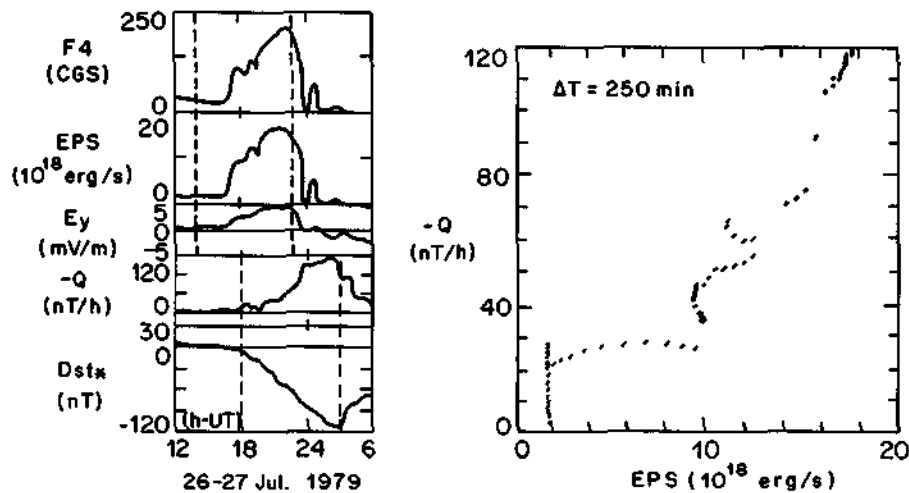 250
F4
(CGS)
0
20
EPS
(10^18 erg/s)
0
5
Ey
(mV/m)
-5
-Q
120
(nT/h)
0
30
0
Dst*
(nT)
-120
(h-UT)
12 18 24 6
26-27 Jul. 1979
120
ΔT = 250 min
80
-Q
(nT/h)
40
0
0 10 20
EPS (10^18 erg/s)